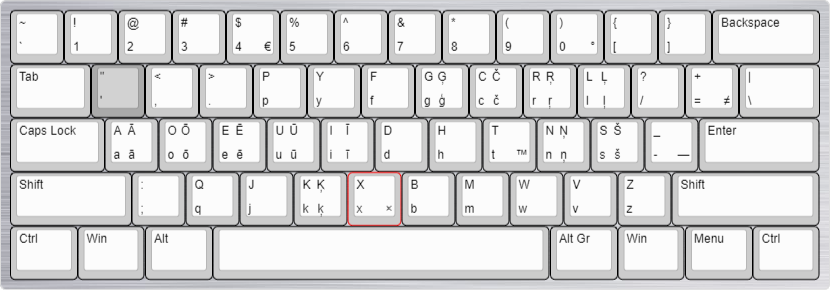 ~ ! @ # $ % ^ & * ( ) { } Backspace
` 1 2 3 4 € 5 6 7 8 9 0 ° [ ]
Tab " < > P Y F G Ģ C Č R Ŗ L Ļ ? + |
' , . p y f g ģ c č r ŗ l ļ / = ≠ \
Caps Lock A Ā O Õ E Ē U Ū I Ī D H T N Ņ S Š _ Enter
a ā o õ e ē u ū i ī d h t ™ n ņ s š - —
Shift : Q J K Ķ X B M W V Z Shift
; q j k ķ x × b m w v z
Ctrl Win Alt Alt Gr Win Menu Ctrl